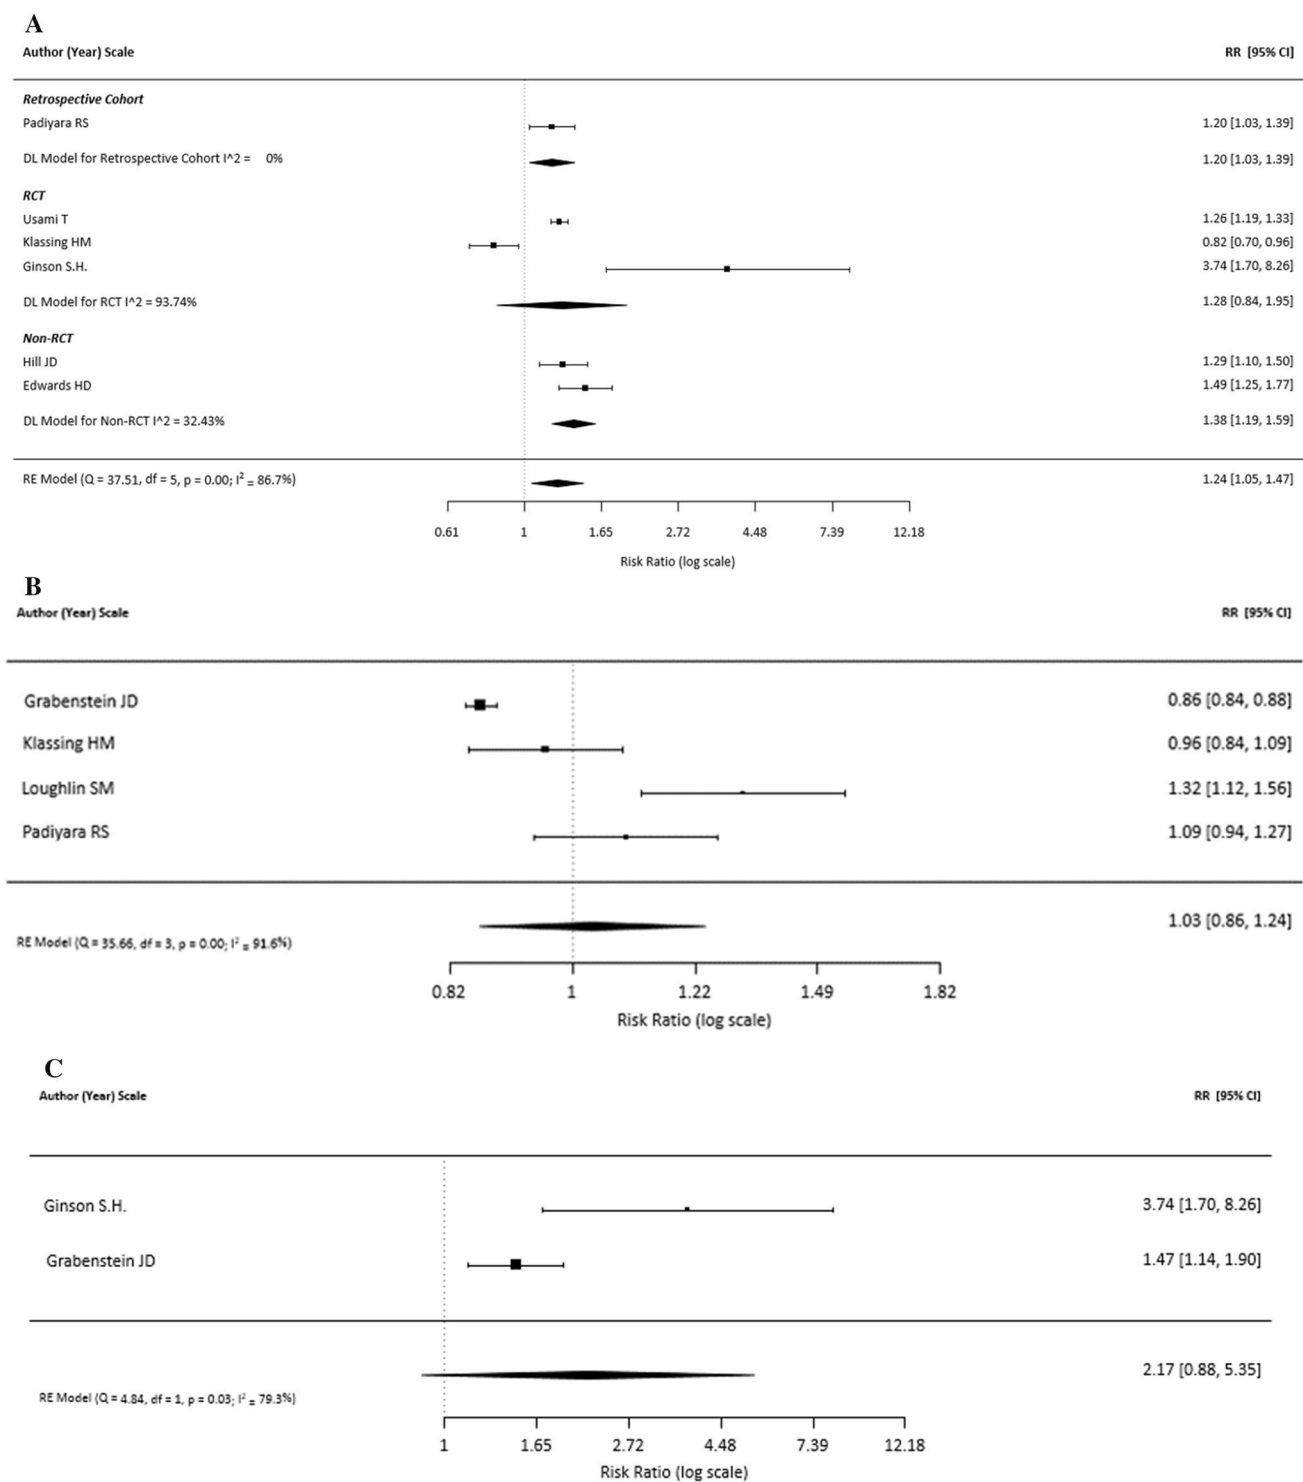 A
Author (Year) Scale RR [95% CI]
Retrospective Cohort
Padiyara RS 1.20 [1.03, 1.39]
DL Model for Retrospective Cohort I^2 = 0% 1.20 [1.03, 1.39]
RCT
Usami T 1.26 [1.19, 1.33]
Klassing HM 0.82 [0.70, 0.96]
Ginson S.H. 3.74 [1.70, 8.26]
DL Model for RCT I^2 = 93.74% 1.28 [0.84, 1.95]
Non-RCT
Hill JD 1.29 [1.10, 1.50]
Edwards HD 1.49 [1.25, 1.77]
DL Model for Non-RCT I^2 = 32.43% 1.38 [1.19, 1.59]
RE Model (Q = 37.51, df = 5, p = 0.00; I² = 86.7%) 1.24 [1.05, 1.47]
0.61 1 1.65 2.72 4.48 7.39 12.18
Risk Ratio (log scale)
B
Author (Year) Scale RR [95% CI]
Grabenstein JD 0.86 [0.84, 0.88]
Klassing HM 0.96 [0.84, 1.09]
Loughlin SM 1.32 [1.12, 1.56]
Padiyara RS 1.09 [0.94, 1.27]
RE Model (Q = 35.66, df = 3, p = 0.00; I² = 91.6%) 1.03 [0.86, 1.24]
0.82 1 1.22 1.49 1.82
Risk Ratio (log scale)
C
Author (Year) Scale RR [95% CI]
Ginson S.H. 3.74 [1.70, 8.26]
Grabenstein JD 1.47 [1.14, 1.90]
RE Model (Q = 4.84, df = 1, p = 0.03; I² = 79.3%) 2.17 [0.88, 5.35]
1 1.65 2.72 4.48 7.39 12.18
Risk Ratio (log scale)